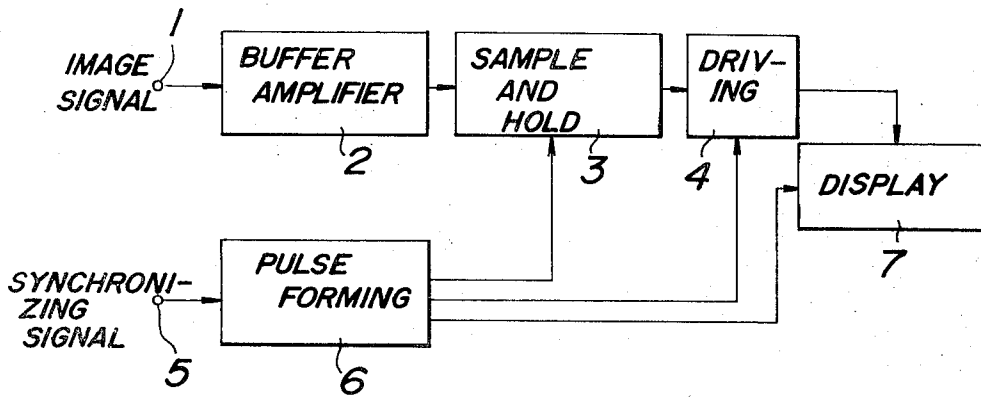 1
IMAGE
SIGNAL
BUFFER
AMPLIFIER
2
SAMPLE
AND
HOLD
3
DRIV-
ING
4
DISPLAY
7
SYNCHRONI-
ZING
SIGNAL
5
PULSE
FORMING
6